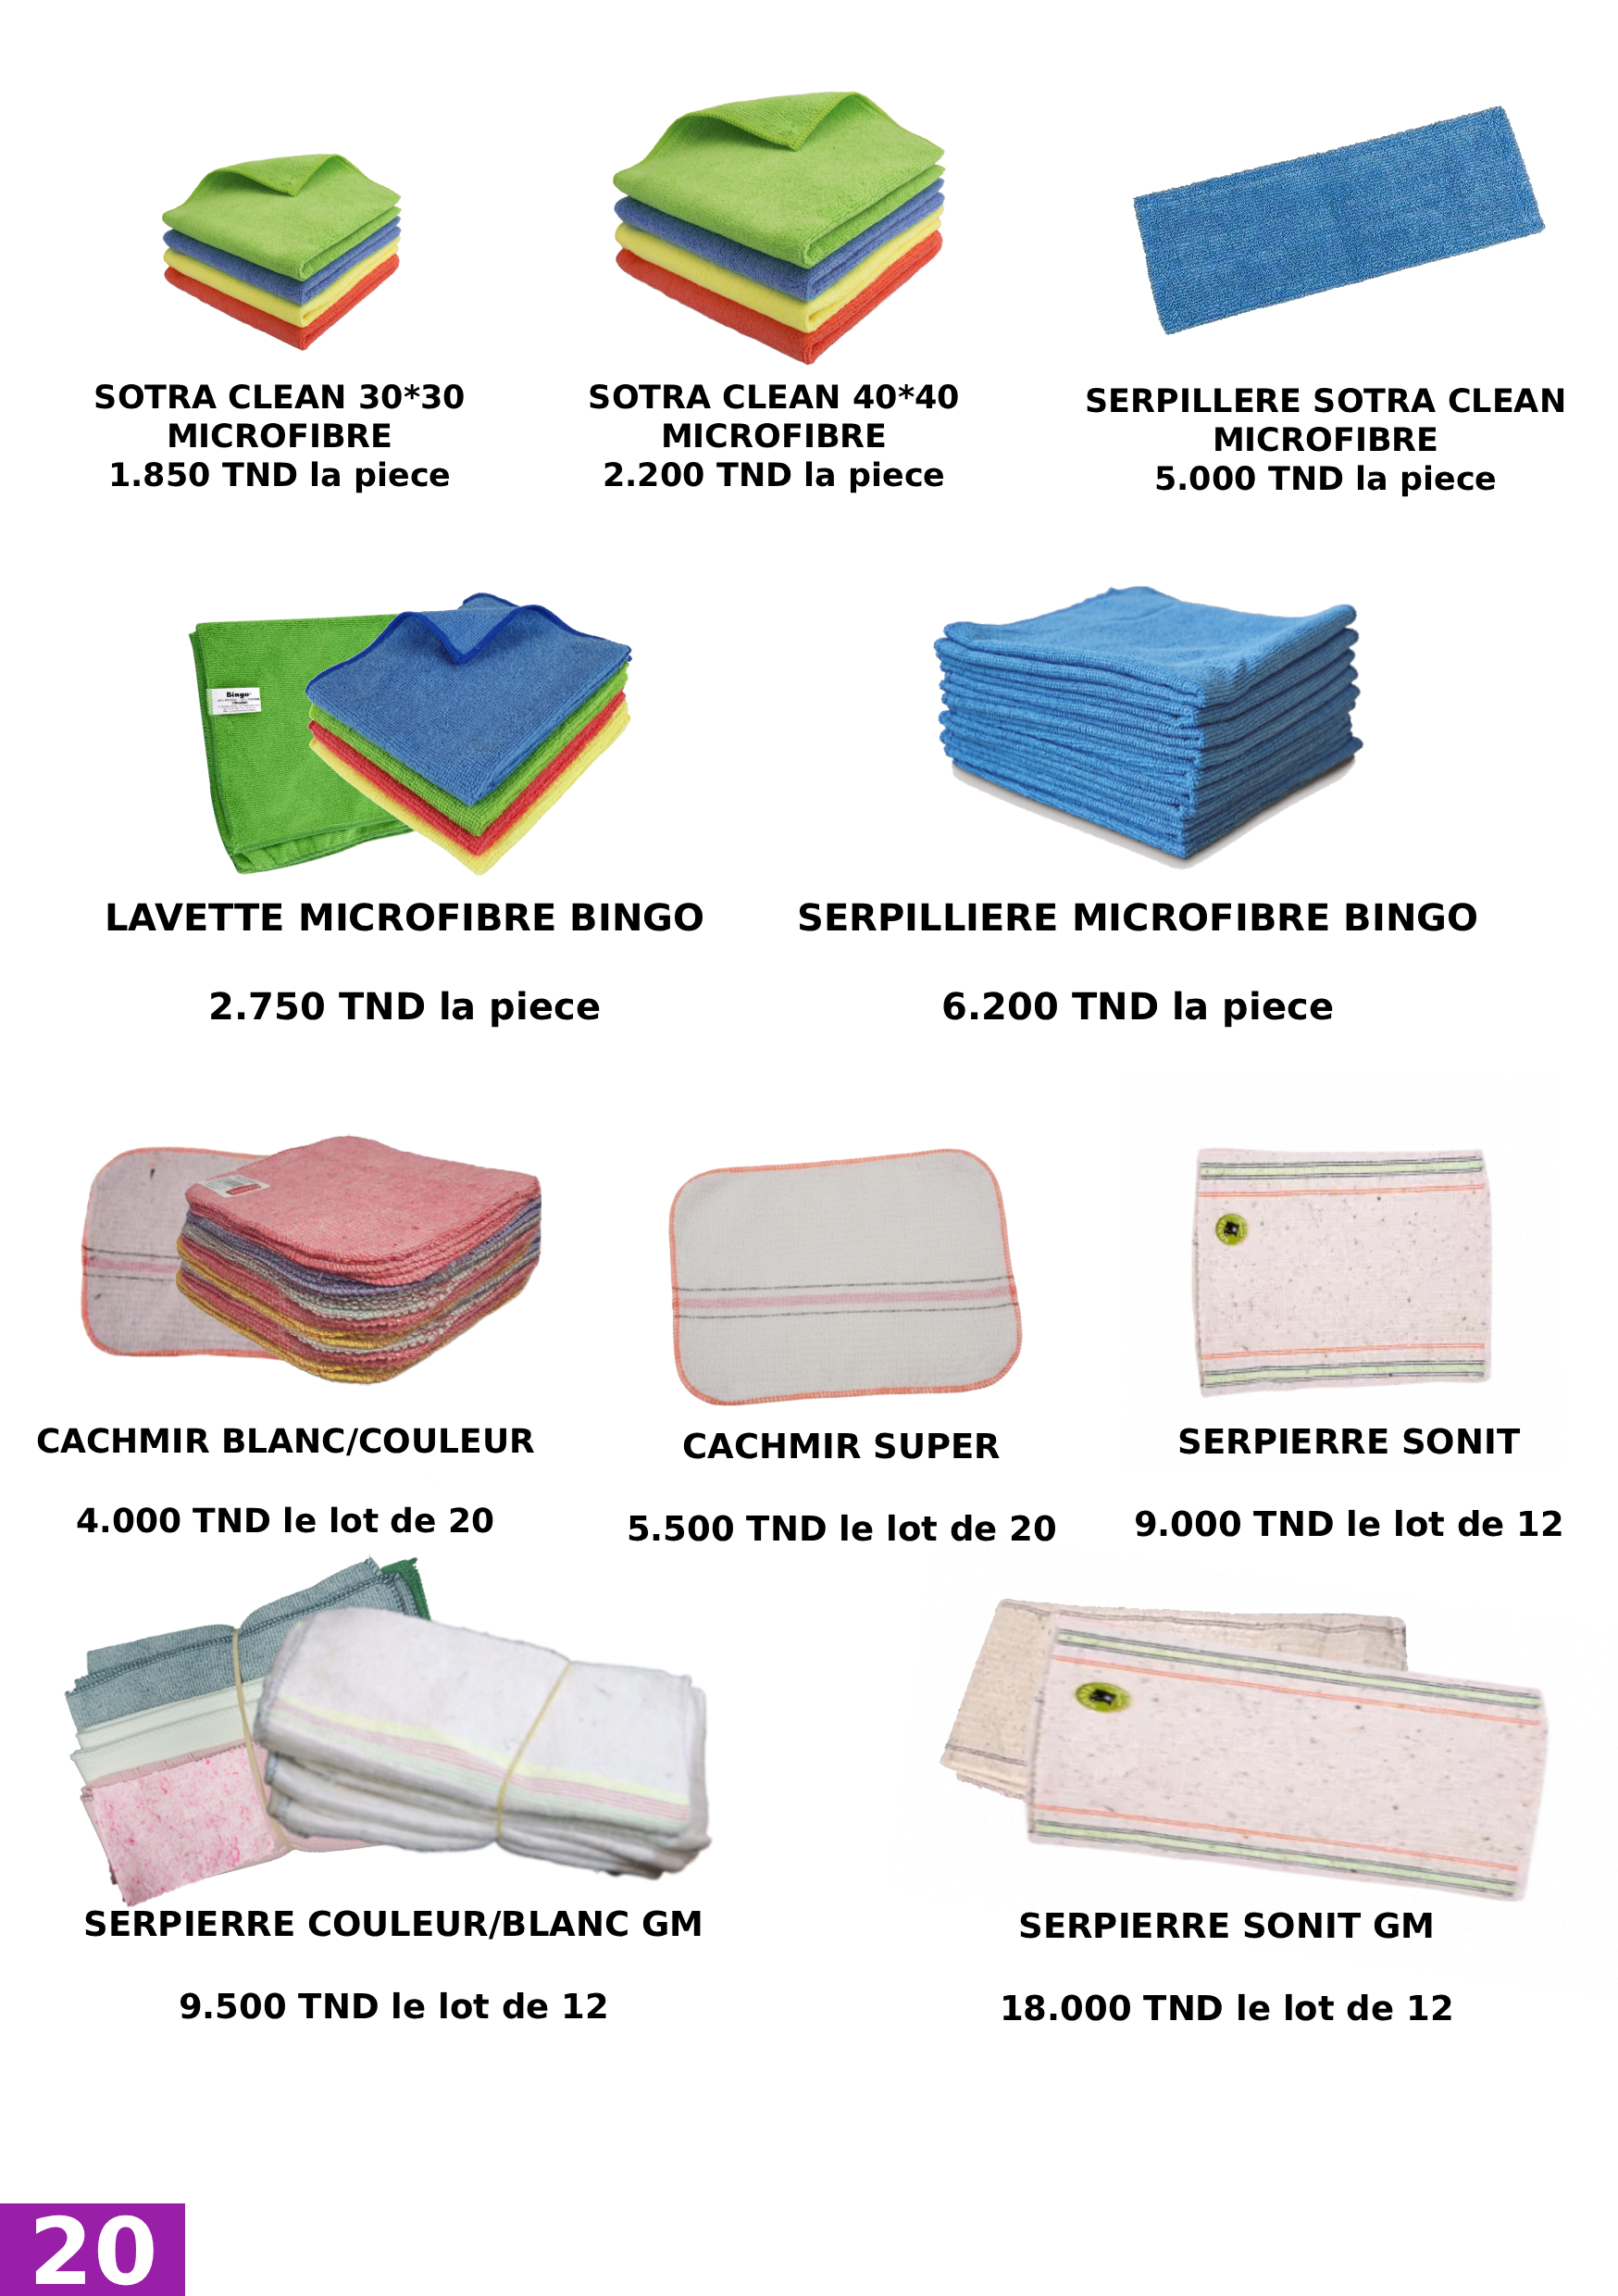 SOTRA CLEAN 30*30
MICROFIBRE
1.850 TND la piece
SOTRA CLEAN 40*40
MICROFIBRE
2.200 TND la piece
SERPILLERE SOTRA CLEAN
MICROFIBRE
5.000 TND la piece
Bingo
LAVETTE MICROFIBRE BINGO
2.750 TND la piece
SERPILLIERE MICROFIBRE BINGO
6.200 TND la piece
CACHMIR BLANC/COULEUR
4.000 TND le lot de 20
CACHMIR SUPER
5.500 TND le lot de 20
SERPIERRE SONIT
9.000 TND le lot de 12
SERPIERRE COULEUR/BLANC GM
9.500 TND le lot de 12
SERPIERRE SONIT GM
18.000 TND le lot de 12
20